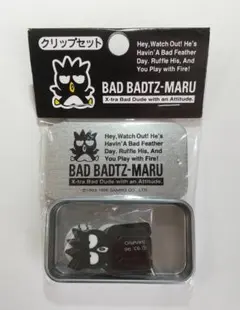 クリップセット
Hey, Watch Out! He's
Havin' A Bad Feather
Day. Ruffle His, And
You Play with Fire!
BAD BADTZ-MARU
X-tra Bad Dude with an Attitude.
Hey, Watch Out! He's
Havin' A Bad Feather
Day. Ruffle His, And
You Play with Fire!
BAD BADTZ-MARU
X-tra Bad Dude with an Attitude.